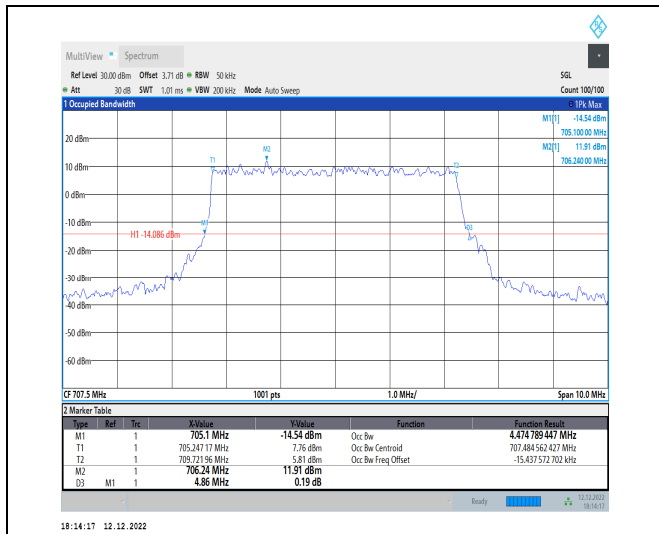 MultiView Spectrum
Ref Level 30.00 dBm Offset 3.71 dB RBW 50 kHz SGL
Att 30 dB SWT 1.01 ms VBW 200 kHz Mode Auto Sweep Count 100/100
1 Occupied Bandwidth 1Pk Max
M1[1] -14.54 dBm
705.100 00 MHz
20 dBm
M2[1] 11.91 dBm
706.240 00 MHz
M2
T1 T2
10 dBm
0 dBm
-10 dBm
M1 D3
H1 -14.086 dBm
-20 dBm
-30 dBm
-40 dBm
-50 dBm
-60 dBm
CF 707.5 MHz 1001 pts 1.0 MHz/ Span 10.0 MHz
2 Marker Table
Type Ref Trc X-Value Y-Value Function Function Result
M1 1 705.1 MHz -14.54 dBm Occ Bw 4.474 789 447 MHz
T1 1 705.247 17 MHz 7.76 dBm Occ Bw Centroid 707.484 562 427 MHz
T2 1 709.721 96 MHz 5.81 dBm Occ Bw Freq Offset -15.437 572 702 kHz
M2 1 706.24 MHz 11.91 dBm
D3 M1 1 4.86 MHz 0.19 dB
Ready 12.12.2022
18:14:17
18:14:17 12.12.2022